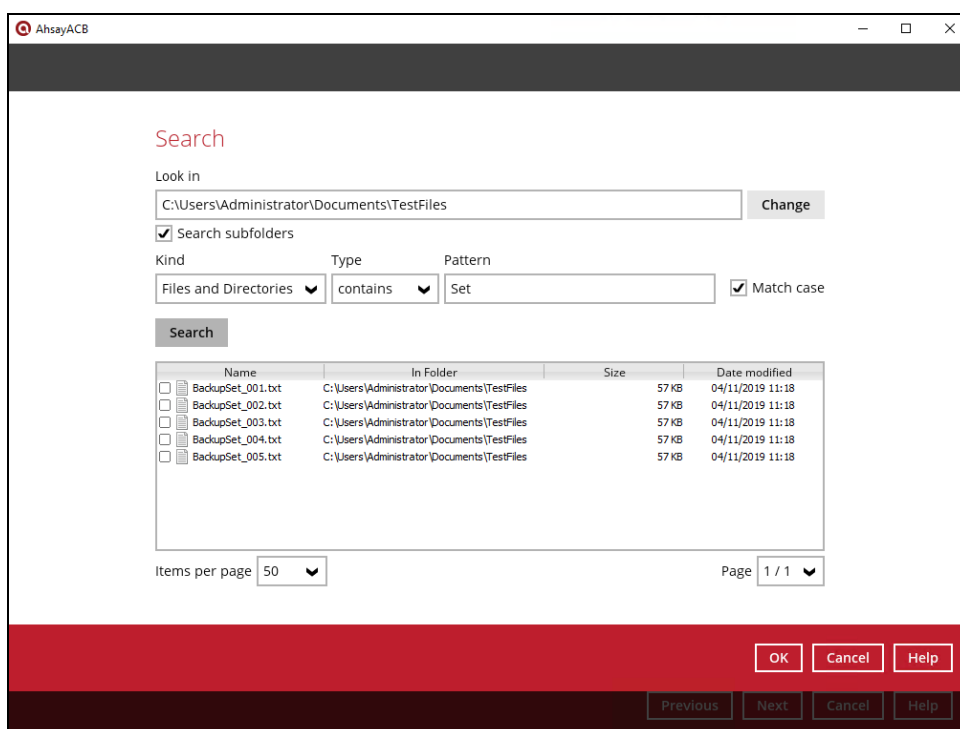 AhsayACB
Search
Look in
C:\Users\Administrator\Documents\TestFiles Change
Search subfolders
Kind Type Pattern
Files and Directories contains Set Match case
Search
Name In Folder Size Date modified
BackupSet_001.txt C:\Users\Administrator\Documents\TestFiles 57 KB 04/11/2019 11:18
BackupSet_002.txt C:\Users\Administrator\Documents\TestFiles 57 KB 04/11/2019 11:18
BackupSet_003.txt C:\Users\Administrator\Documents\TestFiles 57 KB 04/11/2019 11:18
BackupSet_004.txt C:\Users\Administrator\Documents\TestFiles 57 KB 04/11/2019 11:18
BackupSet_005.txt C:\Users\Administrator\Documents\TestFiles 57 KB 04/11/2019 11:18
Items per page 50 Page 1 / 1
OK Cancel Help
Previous Next Cancel Help